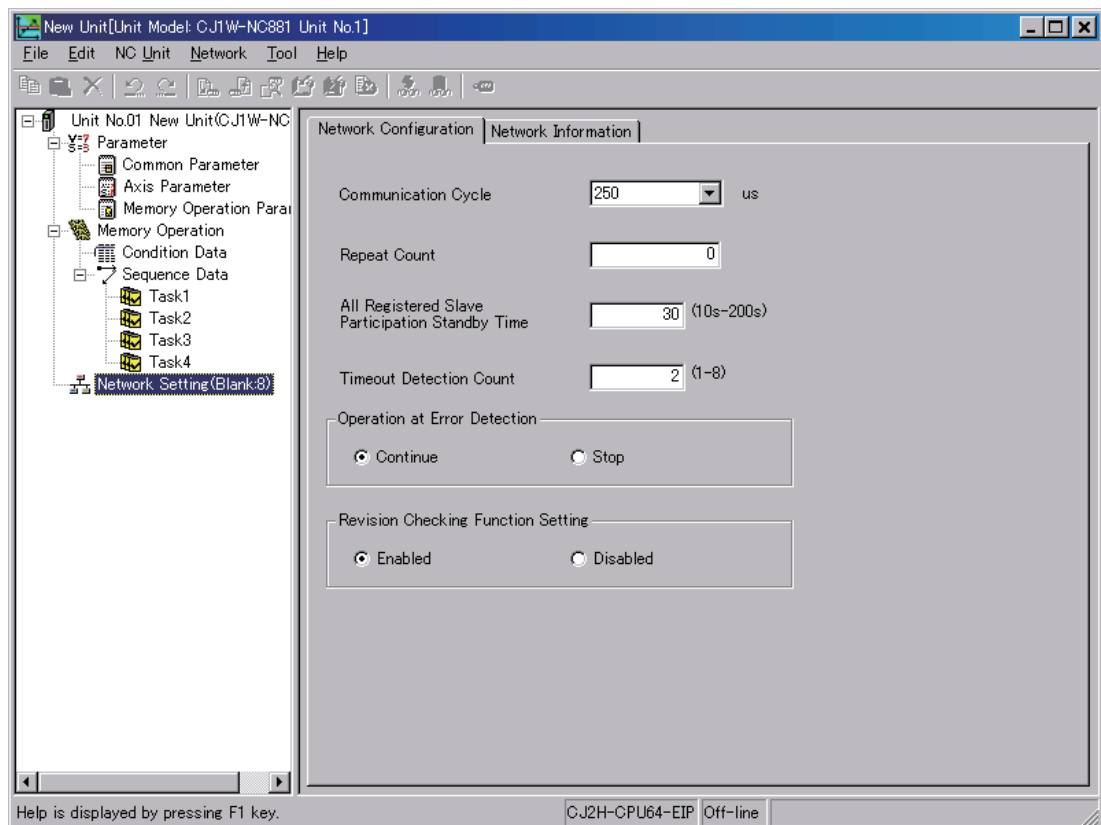 New Unit[Unit Model: CJ1W-NC881 Unit No.1]
File Edit NC Unit Network Tool Help
Unit No.01 New Unit(CJ1W-NC
Parameter
Common Parameter
Axis Parameter
Memory Operation Para
Memory Operation
Condition Data
Sequence Data
Task1
Task2
Task3
Task4
Network Setting(Blank:8)
Network Configuration Network Information
Communication Cycle 250 us
Repeat Count 0
All Registered Slave
Participation Standby Time 30 (10s-200s)
Timeout Detection Count 2 (1-8)
Operation at Error Detection
Continue Stop
Revision Checking Function Setting
Enabled Disabled
Help is displayed by pressing F1 key. CJ2H-CPU64-EIP Off-line